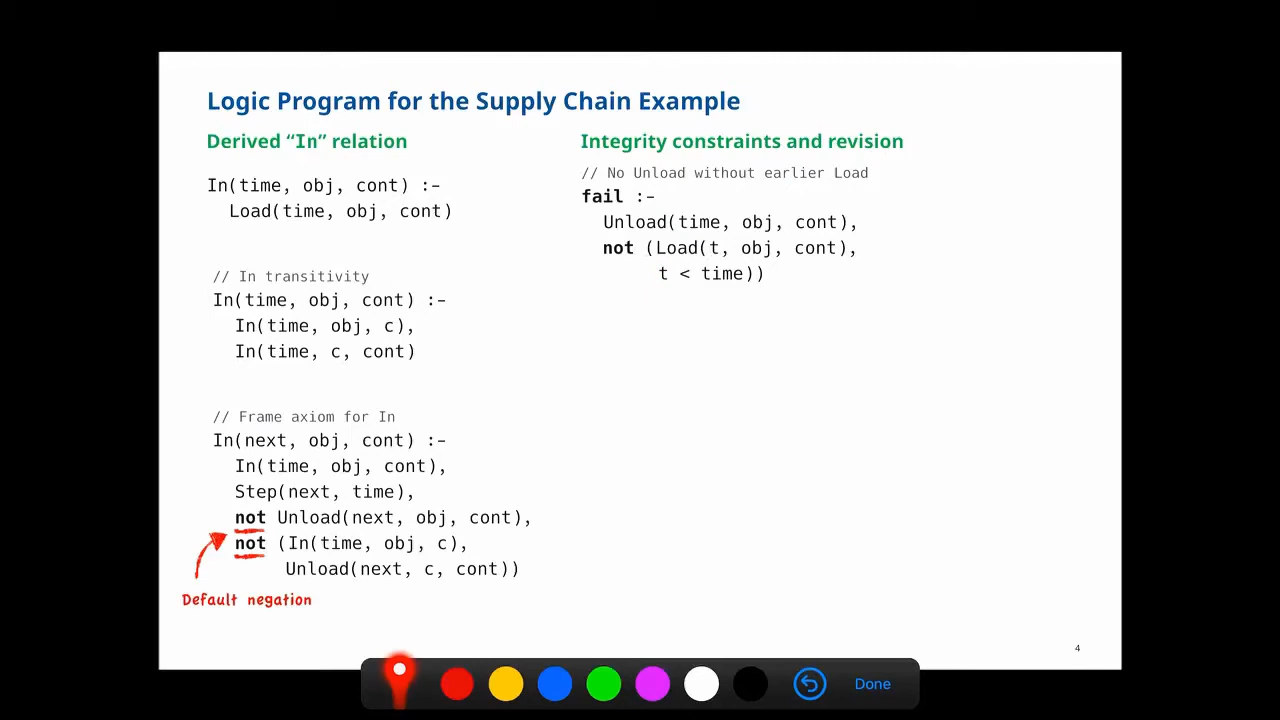 Logic Program for the Supply Chain Example
Derived “In” relation
In(time, obj, cont) :-
Load(time, obj, cont)
// In transitivity
In(time, obj, cont) :-
In(time, obj, c),
In(time, c, cont)
// Frame axiom for In
In(next, obj, cont) :-
In(time, obj, cont),
Step(next, time),
not Unload(next, obj, cont),
not (In(time, obj, c),
Unload(next, c, cont))
Default negation
Integrity constraints and revision
// No Unload without earlier Load
fail :-
Unload(time, obj, cont),
not (Load(t, obj, cont),
t < time))
4
Done